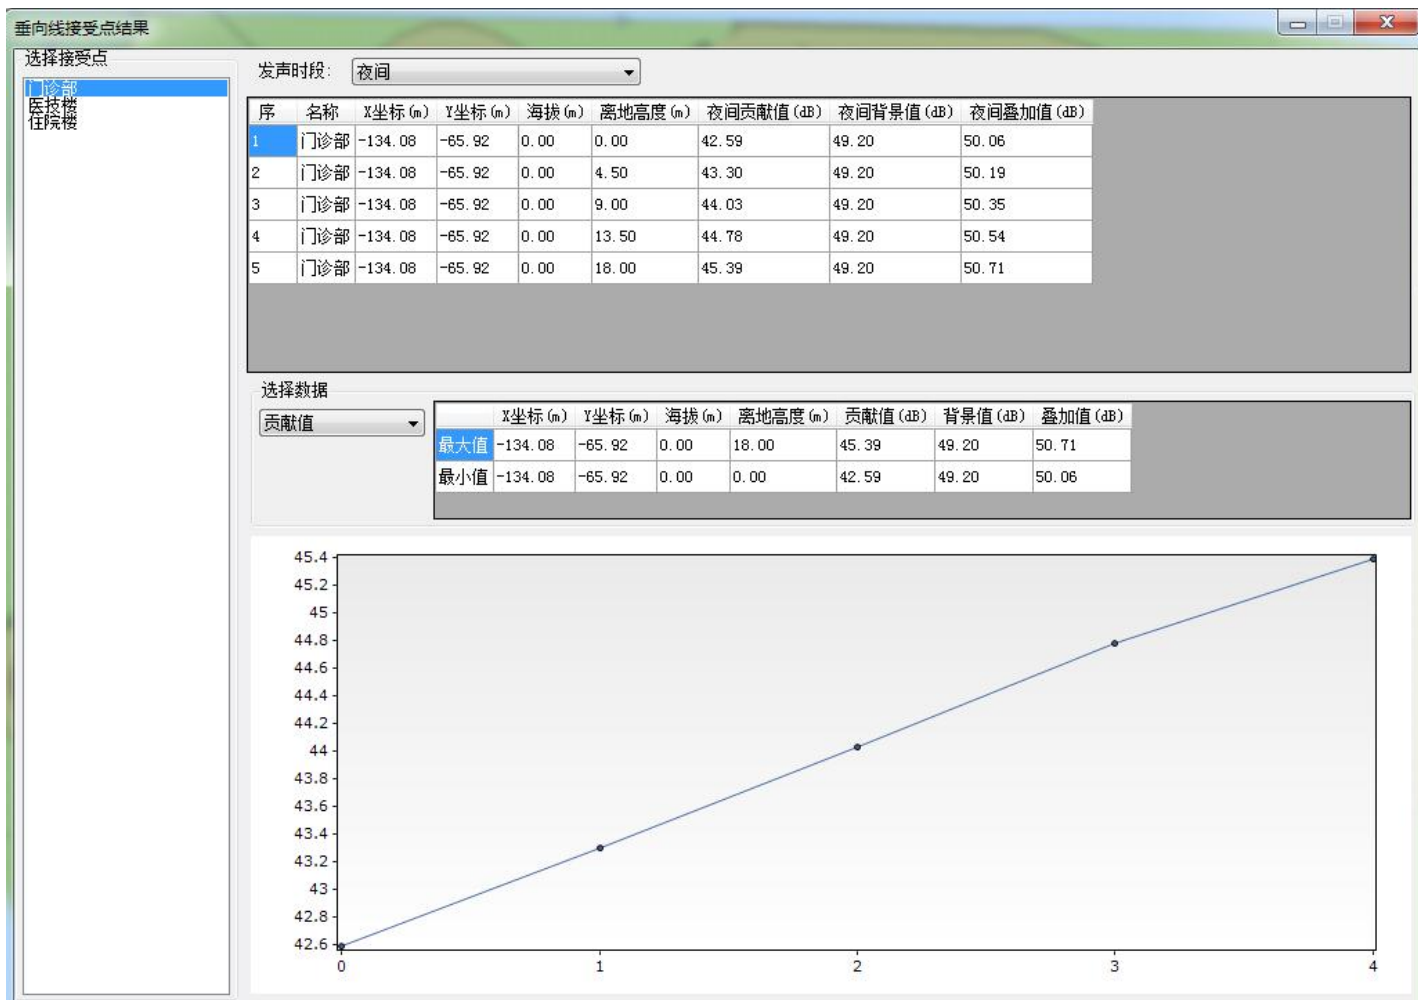 垂向线接受点结果
选择接受点
门诊部
医技楼
住院楼
发声时段: 夜间
序 名称 X坐标(m) Y坐标(m) 海拔(m) 离地高度(m) 夜间贡献值(dB) 夜间背景值(dB) 夜间叠加值(dB)
1 门诊部 -134.08 -65.92 0.00 0.00 42.59 49.20 50.06
2 门诊部 -134.08 -65.92 0.00 4.50 43.30 49.20 50.19
3 门诊部 -134.08 -65.92 0.00 9.00 44.03 49.20 50.35
4 门诊部 -134.08 -65.92 0.00 13.50 44.78 49.20 50.54
5 门诊部 -134.08 -65.92 0.00 18.00 45.39 49.20 50.71
选择数据
贡献值
X坐标(m) Y坐标(m) 海拔(m) 离地高度(m) 贡献值(dB) 背景值(dB) 叠加值(dB)
最大值 -134.08 -65.92 0.00 18.00 45.39 49.20 50.71
最小值 -134.08 -65.92 0.00 0.00 42.59 49.20 50.06
45.4
45.2
45
44.8
44.6
44.4
44.2
44
43.8
43.6
43.4
43.2
43
42.8
42.6
0 1 2 3 4